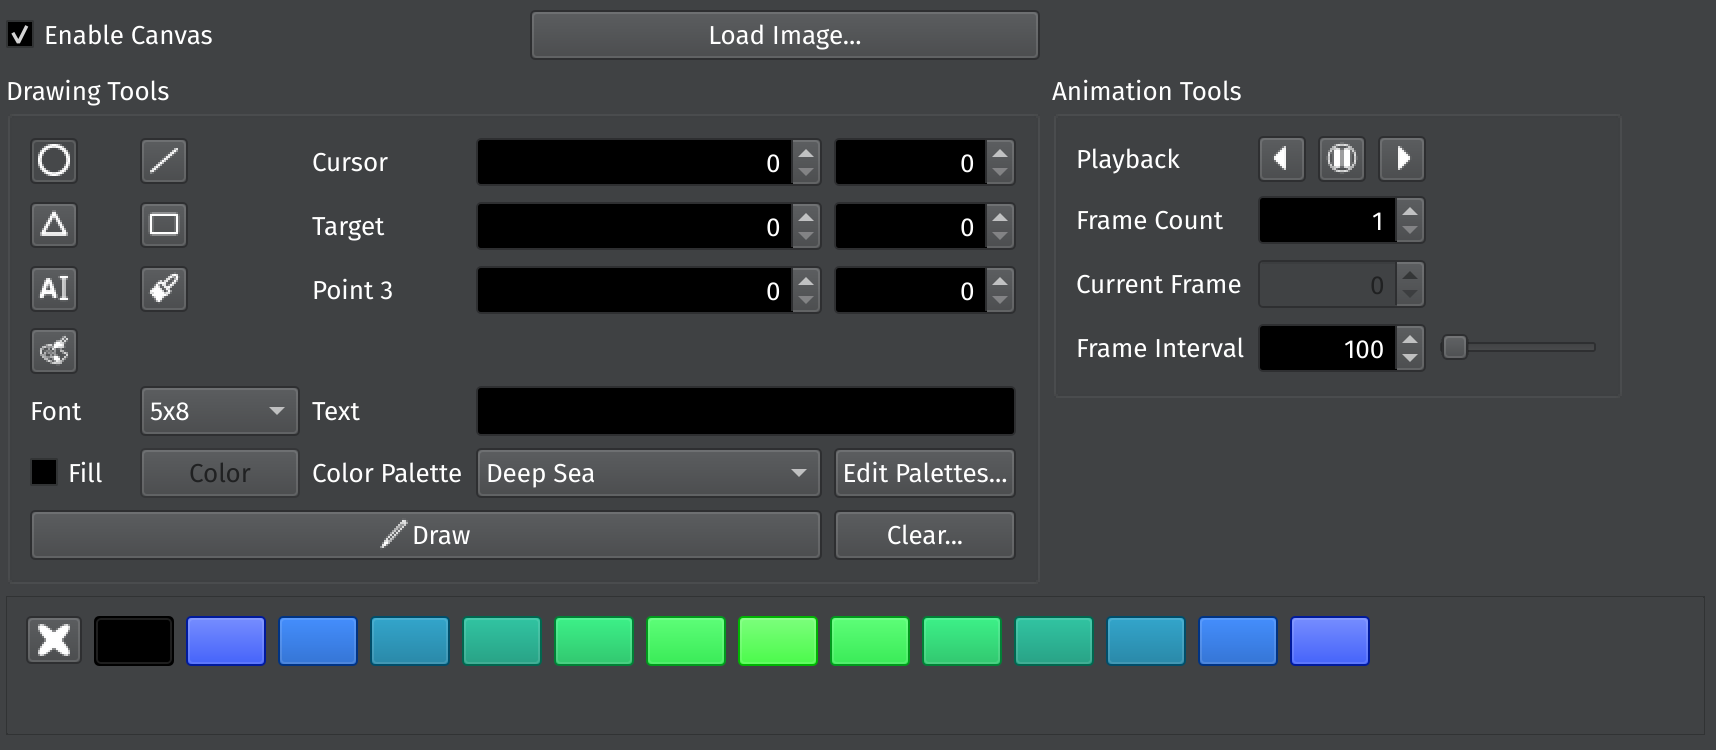 Enable Canvas
Load Image...
Drawing Tools
Animation Tools
Cursor 0 0
Playback
Target 0 0
Frame Count 1
AI
Point 3 0 0
Current Frame 0
Frame Interval 100
Font 5x8 Text
Fill Color Color Palette Deep Sea Edit Palettes...
Draw Clear...